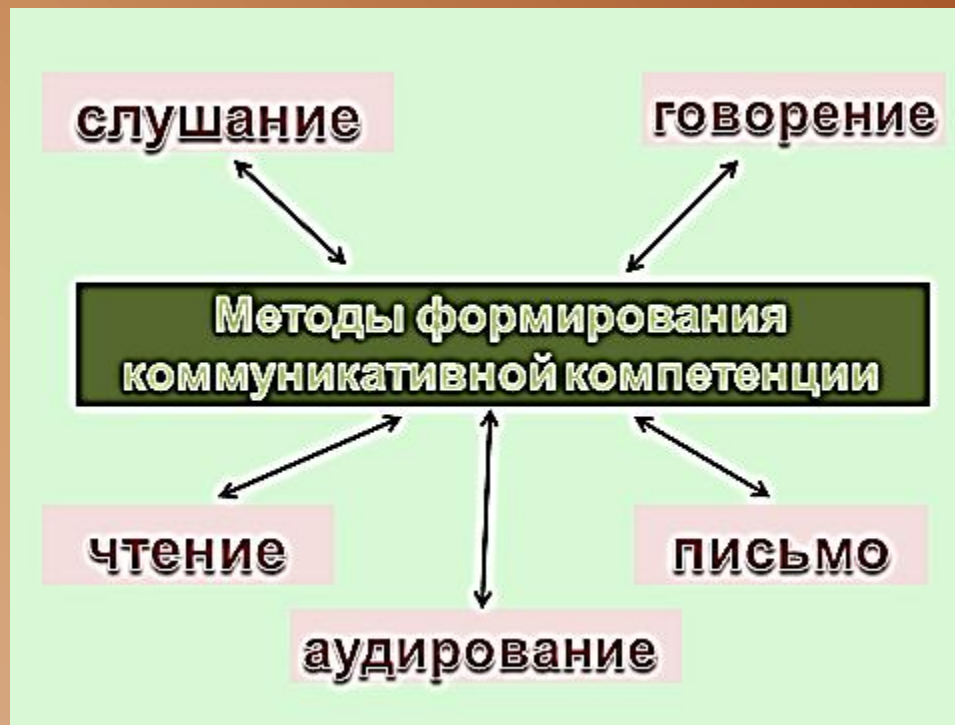 слушание
говорение
Методы формирования
коммуникативной компетенции
чтение
письмо
аудирование